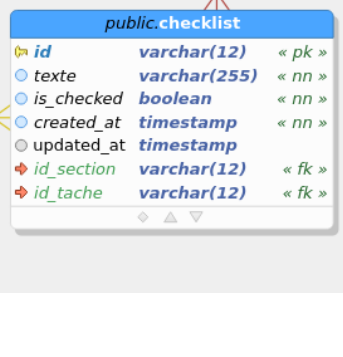 public.checklist
id varchar(12) « pk »
texte varchar(255) « nn »
is_checked boolean « nn »
created_at timestamp « nn »
updated_at timestamp
id_section varchar(12) « fk »
id_tache varchar(12) « fk »